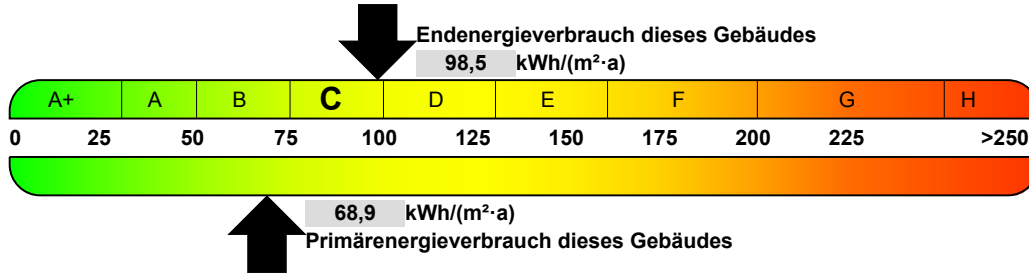 Endenergieverbrauch dieses Gebäudes
98,5 kWh/(m²·a)
A+ A B C D E F G H
0 25 50 75 100 125 150 175 200 225 >250
68,9 kWh/(m²·a)
Primärenergieverbrauch dieses Gebäudes